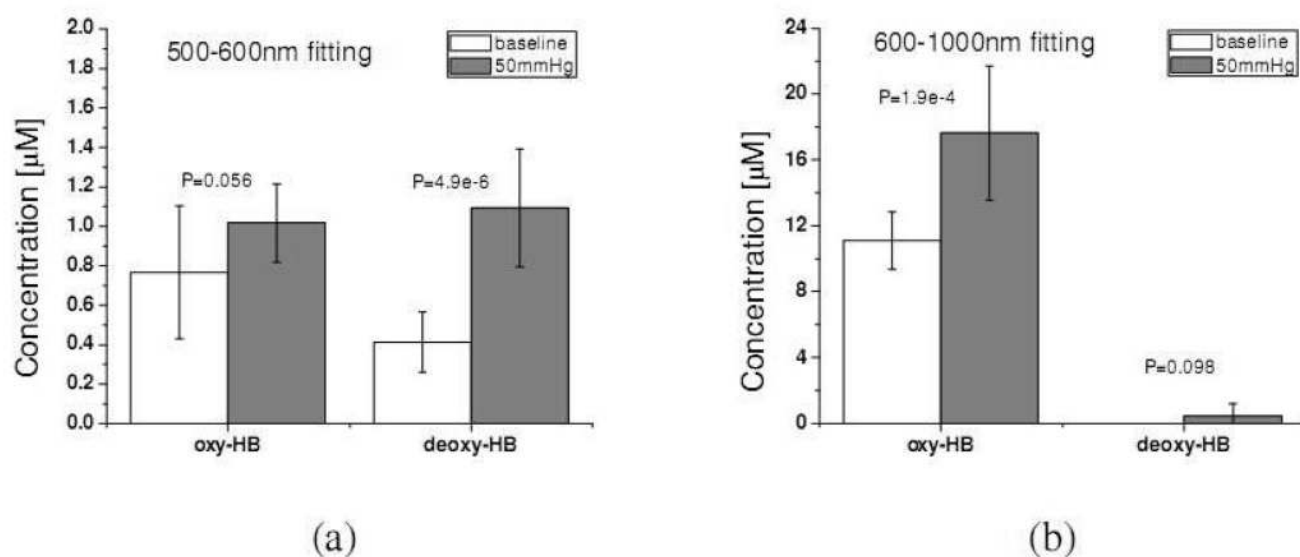 500-600nm fitting
baseline
50mmHg
Concentration [μM]
2.0
1.8
1.6
1.4
1.2
1.0
0.8
0.6
0.4
0.2
0.0
P=0.056
P=4.9e-6
oxy-HB
deoxy-HB
(a)
600-1000nm fitting
baseline
50mmHg
Concentration [μM]
24
20
16
12
8
4
0
P=1.9e-4
P=0.098
oxy-HB
deoxy-HB
(b)